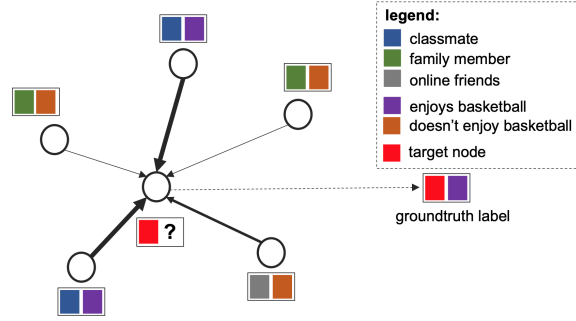 legend:
classmate
family member
online friends
enjoys basketball
doesn't enjoy basketball
target node
?
groundtruth label